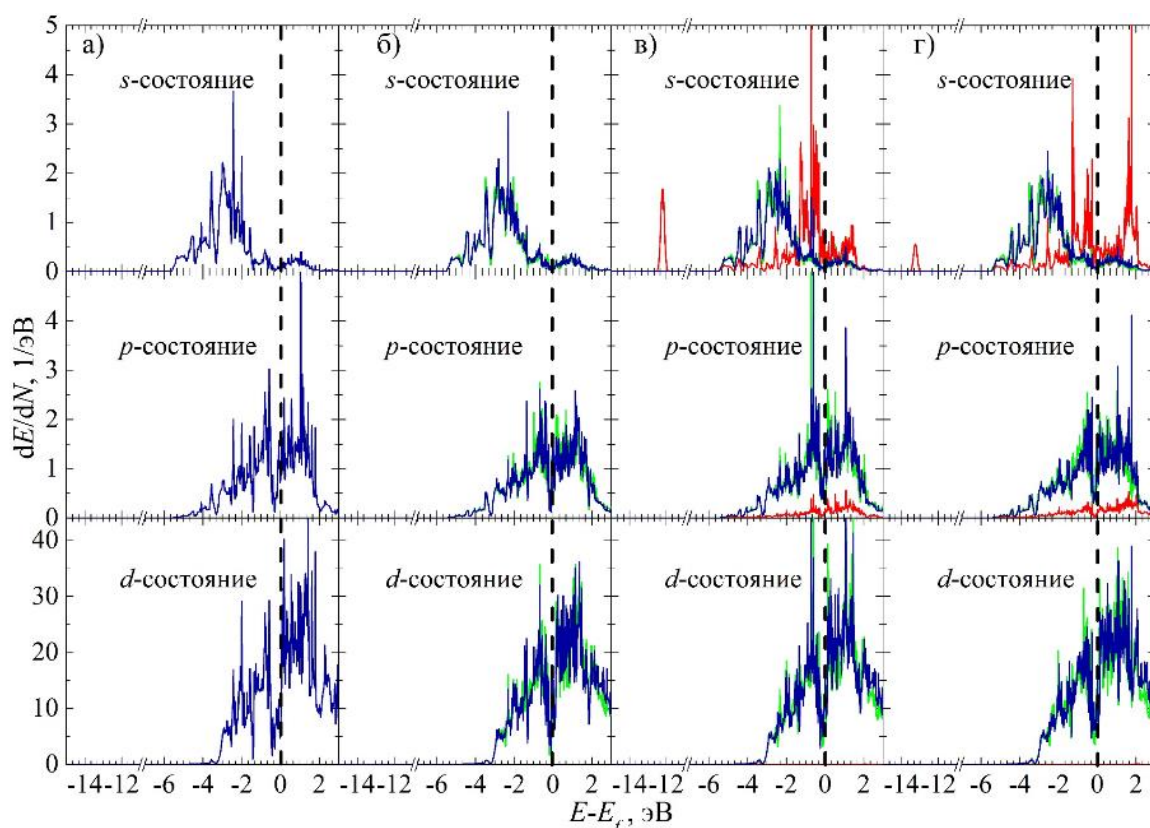 а) б) в) г)
5
4
3
2
1
0
s-состояние s-состояние s-состояние s-состояние
4
3
2
1
0
p-состояние p-состояние p-состояние p-состояние
40
30
20
10
0
d-состояние d-состояние d-состояние d-состояние
dE/dN, 1/эВ
-14-12 -6 -4 -2 0 2 -14-12 -6 -4 -2 0 2 -14-12 -6 -4 -2 0 2 -14-12 -6 -4 -2 0 2
E-E_f, эВ